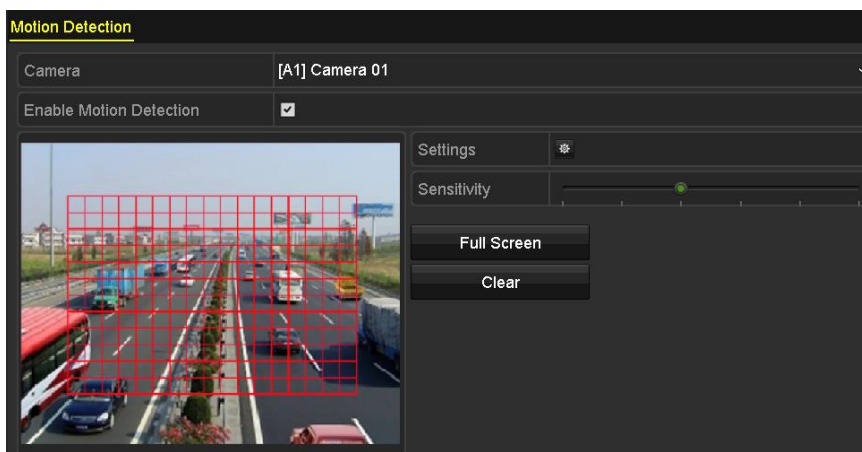 Motion Detection
Camera [A1] Camera 01
Enable Motion Detection
Settings
Sensitivity
Full Screen
Clear